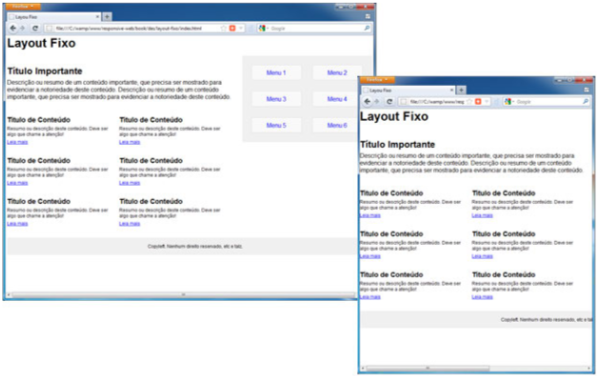 Layout Fixo
file:///C:/wamp/www/responsive-web/book/dev/layout-fixo/index.html
Google
Layout Fixo
Título Importante
Descrição ou resumo de um conteúdo importante, que precisa ser mostrado para
evidenciar a notoriedade deste conteúdo. Descrição ou resumo de um conteúdo
importante, que precisa ser mostrado para evidenciar a notoriedade deste conteúdo.
Menu 1 Menu 2
Menu 3 Menu 4
Menu 5 Menu 6
Título de Conteúdo Título de Conteúdo
Resumo ou descrição deste conteúdo. Deve ser Resumo ou descrição deste conteúdo. Deve ser
algo que chame a atenção! algo que chame a atenção!
Leia mais Leia mais
Título de Conteúdo Título de Conteúdo
Resumo ou descrição deste conteúdo. Deve ser Resumo ou descrição deste conteúdo. Deve ser
algo que chame a atenção! algo que chame a atenção!
Leia mais Leia mais
Título de Conteúdo Título de Conteúdo
Resumo ou descrição deste conteúdo. Deve ser Resumo ou descrição deste conteúdo. Deve ser
algo que chame a atenção! algo que chame a atenção!
Leia mais Leia mais
Copyleft. Nenhum direito reservado, etc e tal.
Layout Fixo
file:///C:/wamp/www/resp
Google
Layout Fixo
Título Importante
Descrição ou resumo de um conteúdo importante, que precisa ser mostrado para
evidenciar a notoriedade deste conteúdo. Descrição ou resumo de um conteúdo
importante, que precisa ser mostrado para evidenciar a notoriedade deste conteúdo.
Título de Conteúdo Título de Conteúdo
Resumo ou descrição deste conteúdo. Deve ser Resumo ou descrição deste conteúdo. Deve ser
algo que chame a atenção! algo que chame a atenção!
Leia mais Leia mais
Título de Conteúdo Título de Conteúdo
Resumo ou descrição deste conteúdo. Deve ser Resumo ou descrição deste conteúdo. Deve ser
algo que chame a atenção! algo que chame a atenção!
Leia mais Leia mais
Título de Conteúdo Título de Conteúdo
Resumo ou descrição deste conteúdo. Deve ser Resumo ou descrição deste conteúdo. Deve ser
algo que chame a atenção! algo que chame a atenção!
Leia mais Leia mais
Copyleft. Nenhum direito reservado, etc e tal